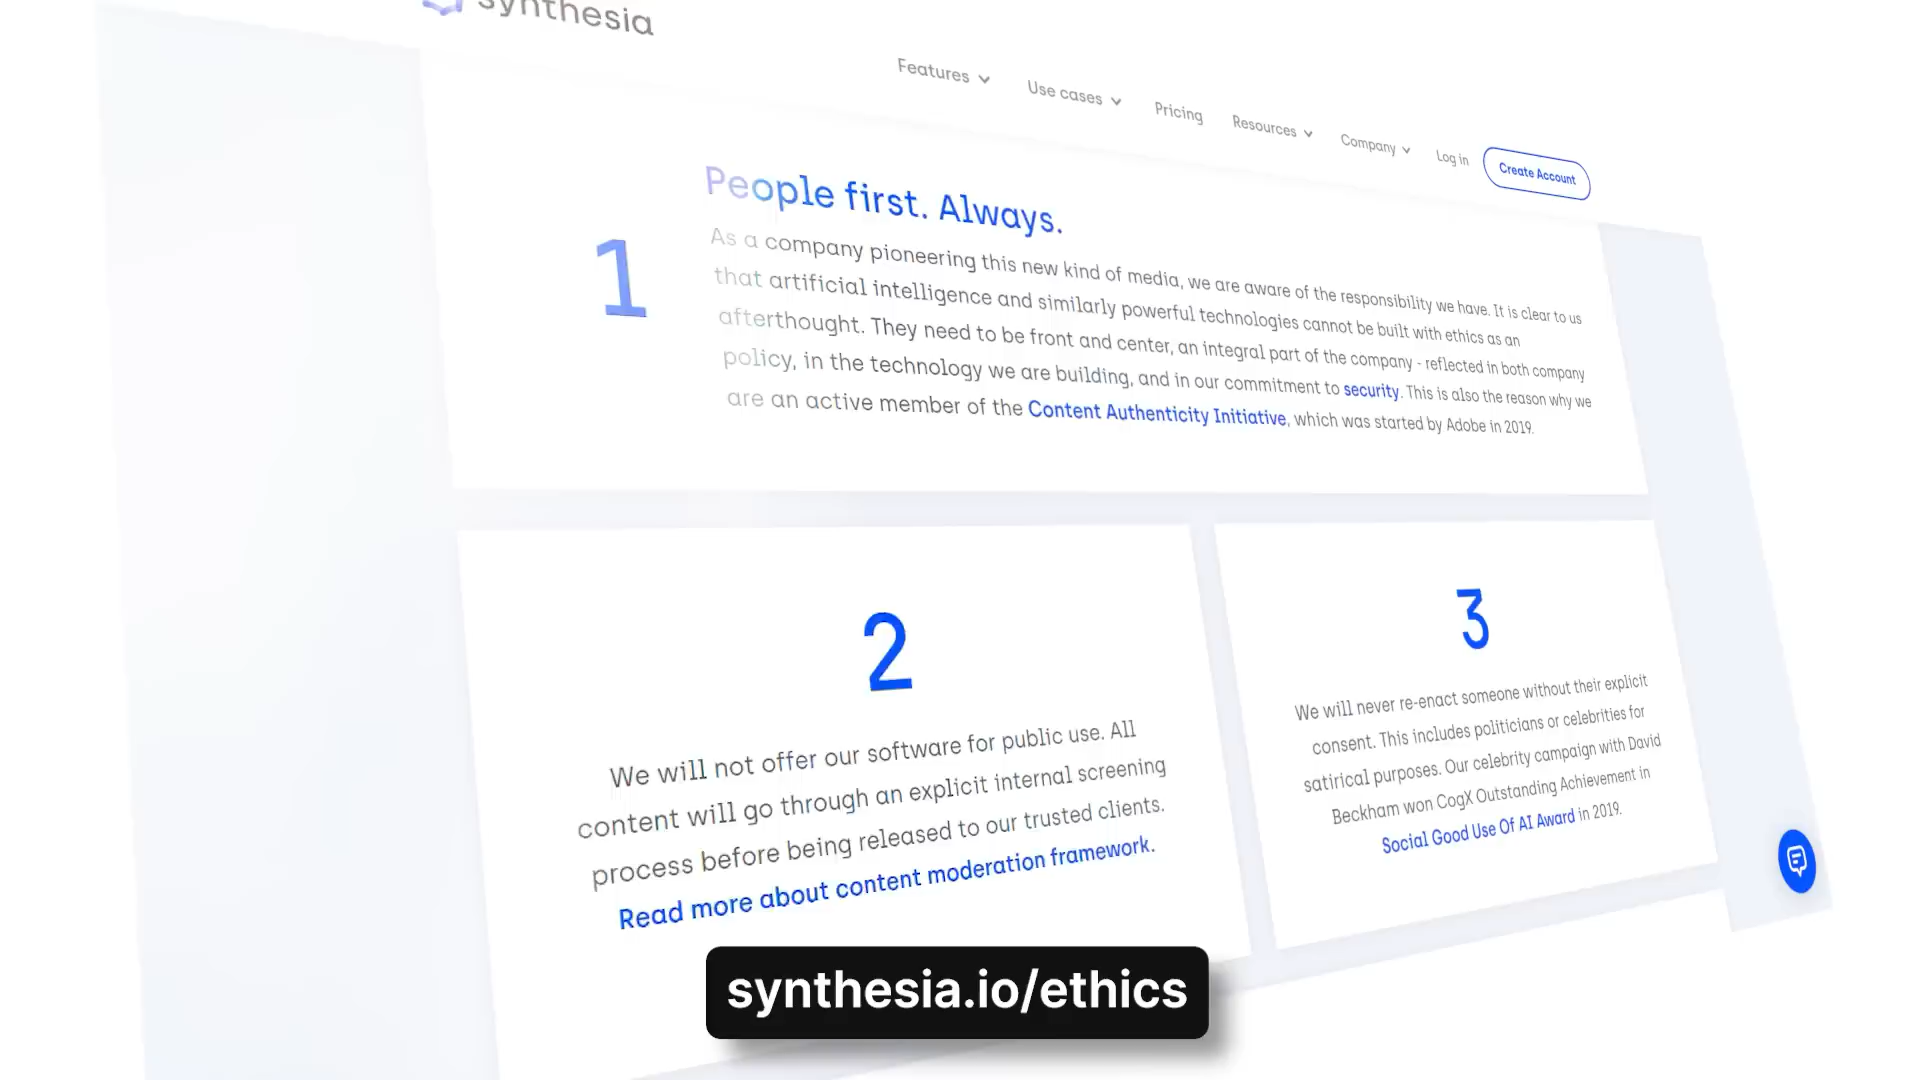 synthesia
Features
Use cases
Pricing
Resources
Company
Log in
Create Account
1
People first. Always.
As a company pioneering this new kind of media, we are aware of the responsibility we have. It is clear to us
that artificial intelligence and similarly powerful technologies cannot be built with ethics as an
afterthought. They need to be front and center, an integral part of the company - reflected in both company
policy, in the technology we are building, and in our commitment to security. This is also the reason why we
are an active member of the Content Authenticity Initiative, which was started by Adobe in 2019.
2
We will not offer our software for public use. All
content will go through an explicit internal screening
process before being released to our trusted clients.
Read more about content moderation framework.
3
We will never re-enact someone without their explicit
consent. This includes politicians or celebrities for
satirical purposes. Our celebrity campaign with David
Beckham won CogX Outstanding Achievement in
Social Good Use Of AI Award in 2019.
synthesia.io/ethics